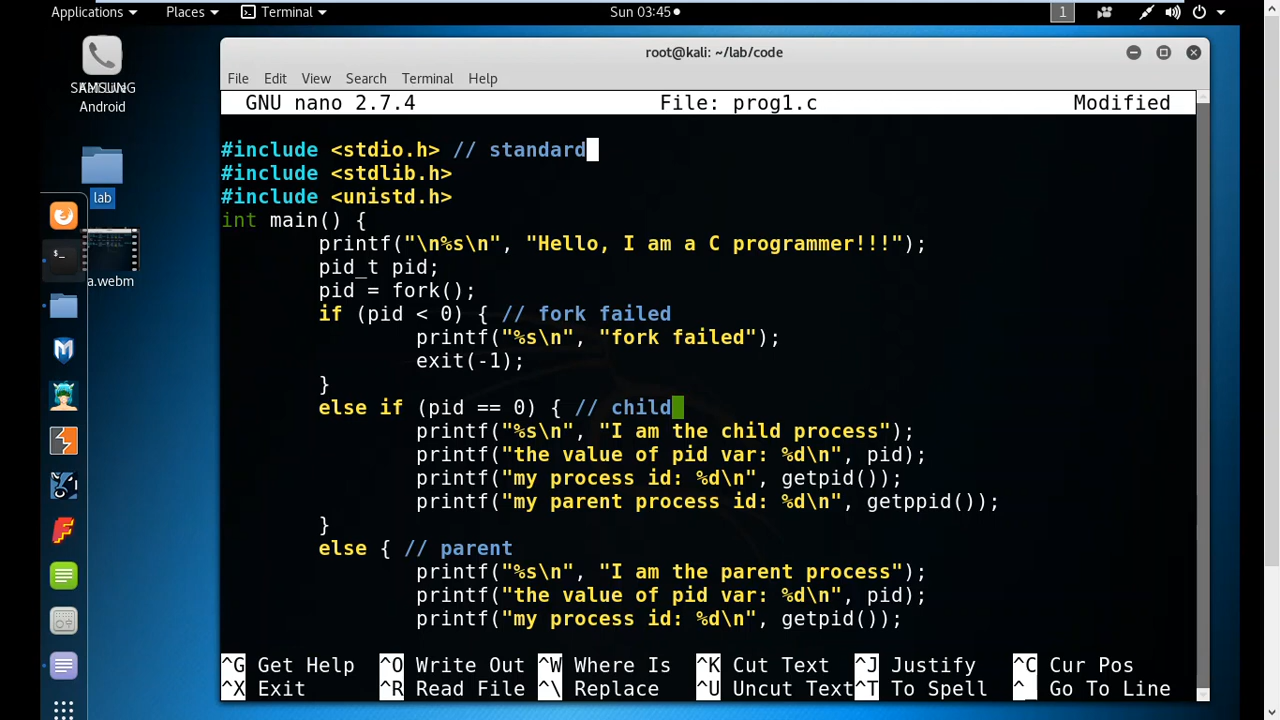 Applications Places Terminal Sun 03:45 1
root@kali: ~/lab/code
File Edit View Search Terminal Help
GNU nano 2.7.4 File: prog1.c Modified
#include <stdio.h> // standard
#include <stdlib.h>
#include <unistd.h>
int main() {
printf("\n%s\n", "Hello, I am a C programmer!!!");
pid_t pid;
pid = fork();
if (pid < 0) { // fork failed
printf("%s\n", "fork failed");
exit(-1);
}
else if (pid == 0) { // child
printf("%s\n", "I am the child process");
printf("the value of pid var: %d\n", pid);
printf("my process id: %d\n", getpid());
printf("my parent process id: %d\n", getppid());
}
else { // parent
printf("%s\n", "I am the parent process");
printf("the value of pid var: %d\n", pid);
printf("my process id: %d\n", getpid());
^G Get Help ^O Write Out ^W Where Is ^K Cut Text ^J Justify ^C Cur Pos
^X Exit ^R Read File ^\ Replace ^U Uncut Text ^T To Spell ^_ Go To Line
SAMSUNG
Android
lab
a.webm